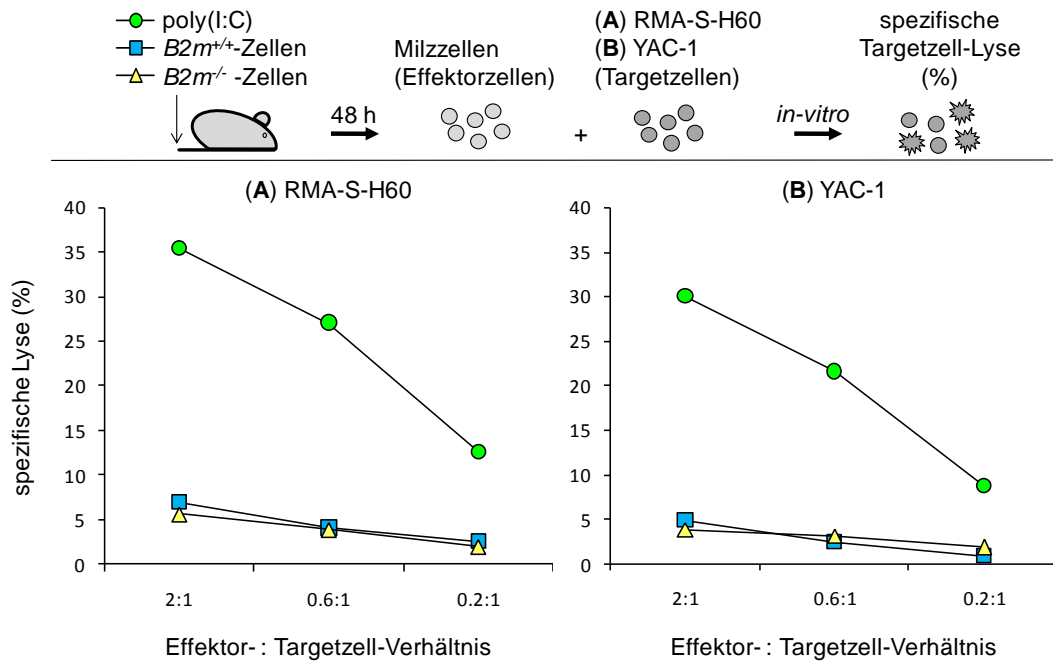 poly(I:C)
B2m+/+-Zellen
B2m-/- -Zellen
48 h
Milzzellen
(Effektorzellen)
+
(A) RMA-S-H60
(B) YAC-1
(Targetzellen)
in-vitro
spezifische
Targetzell-Lyse
(%)
(A) RMA-S-H60
spezifische Lyse (%)
40
35
30
25
20
15
10
5
0
2:1
0.6:1
0.2:1
Effektor- : Targetzell-Verhältnis
(B) YAC-1
40
35
30
25
20
15
10
5
0
2:1
0.6:1
0.2:1
Effektor- : Targetzell-Verhältnis